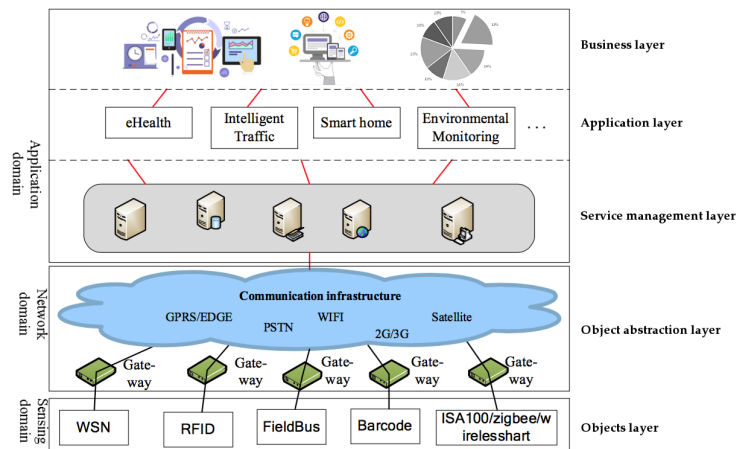 Business layer
eHealth
Intelligent
Traffic
Smart home
Environmental
Monitoring
...
Application layer
Application
domain
Service management layer
Network
domain
Communication infrastructure
GPRS/EDGE
WIFI
Satellite
PSTN
2G/3G
Object abstraction layer
Gate-
way
Gate-
way
Gate-
way
Gate-
way
Gate-
way
Sensing
domain
WSN
RFID
FieldBus
Barcode
ISA100/zigbee/w
irelesshart
Objects layer